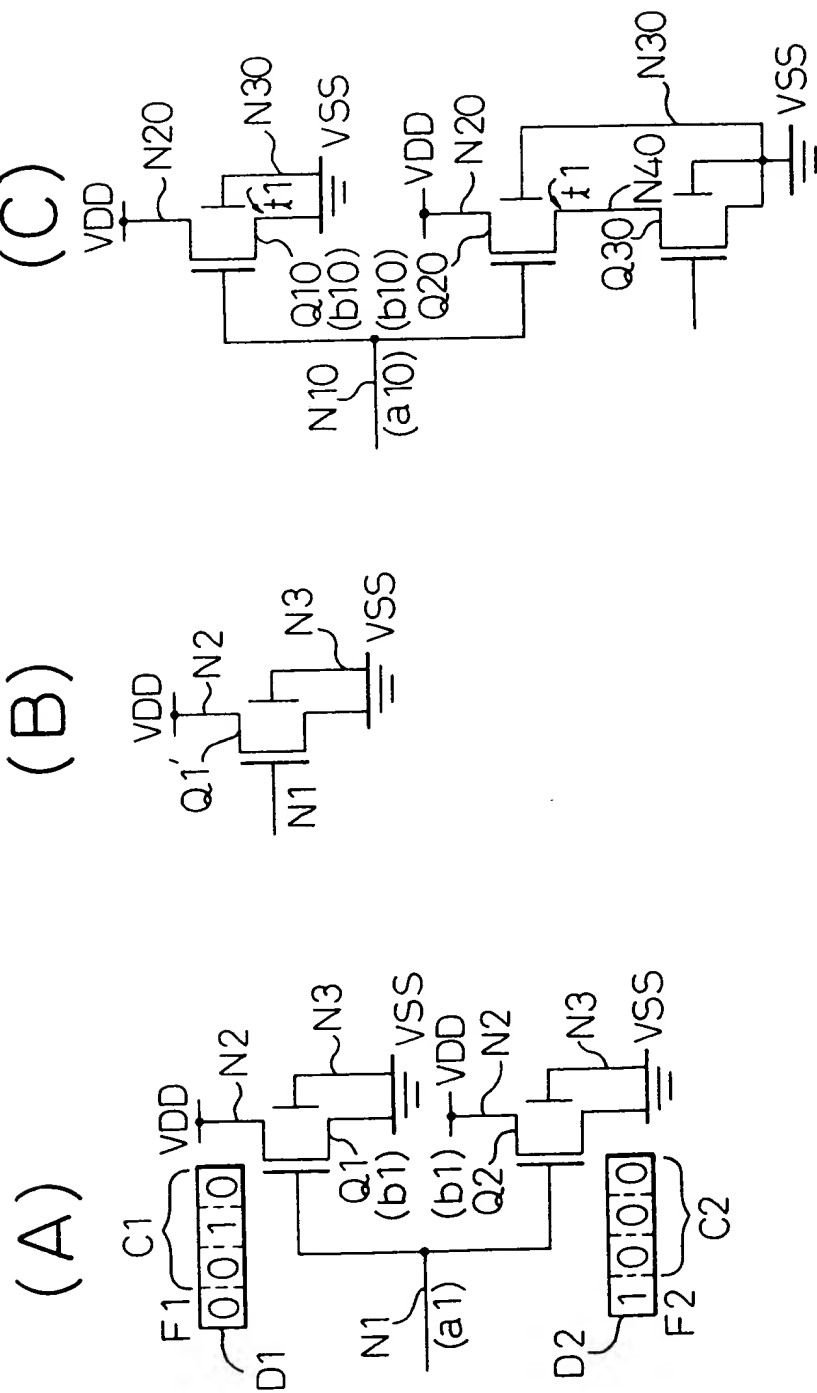 (A)
C1
F1
0 0 1 0
D1
VDD
N2
N3
VSS
Q1
(b1)
N1
(a1)
(b1)
VDD
N2
Q2
N3
VSS
D2
1 0 0 0
F2
C2
(B)
VDD
N2
Q1'
N3
N1
VSS
(C)
VDD
N20
N30
t1
VSS
Q10
(b10)
N10
(a10)
(b10)
Q20
VDD
N20
t1
N30
N40
Q30
VSS